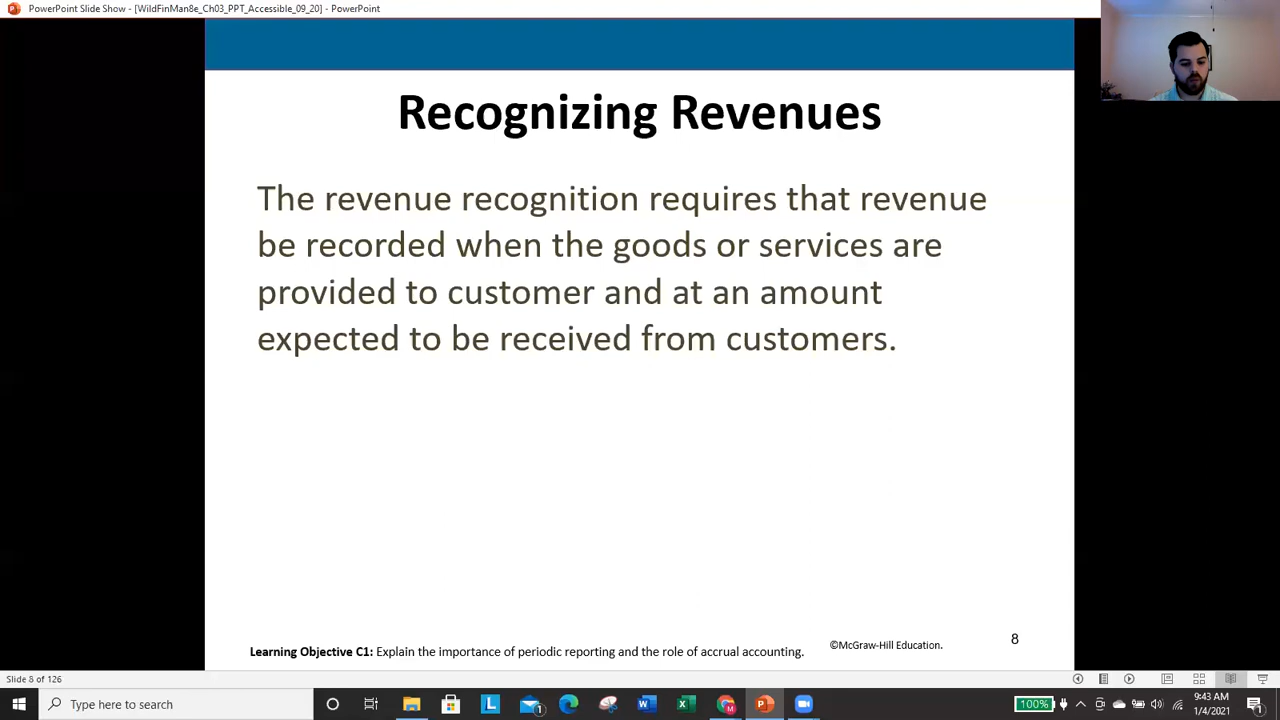 PowerPoint Slide Show - [WildFinMan8e_Ch03_PPT_Accessible_09_20] - PowerPoint
Recognizing Revenues
The revenue recognition requires that revenue
be recorded when the goods or services are
provided to customer and at an amount
expected to be received from customers.
Learning Objective C1: Explain the importance of periodic reporting and the role of accrual accounting.
©McGraw-Hill Education.
8
Slide 8 of 126
Type here to search
100%
9:43 AM
1/4/2021